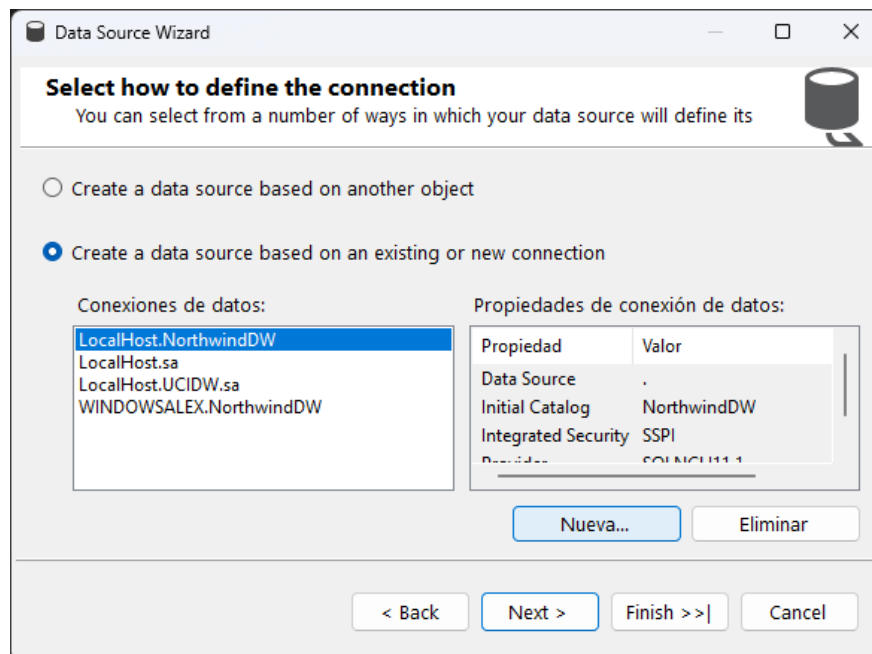 Data Source Wizard
Select how to define the connection
You can select from a number of ways in which your data source will define its
Create a data source based on another object
Create a data source based on an existing or new connection
Conexiones de datos:
LocalHost.NorthwindDW
LocalHost.sa
LocalHost.UCIDW.sa
WINDOWSALEX.NorthwindDW
Propiedades de conexión de datos:
Propiedad Valor
Data Source .
Initial Catalog NorthwindDW
Integrated Security SSPI
Provider SQLNCLI11.1
Nueva... Eliminar
< Back Next > Finish >>| Cancel